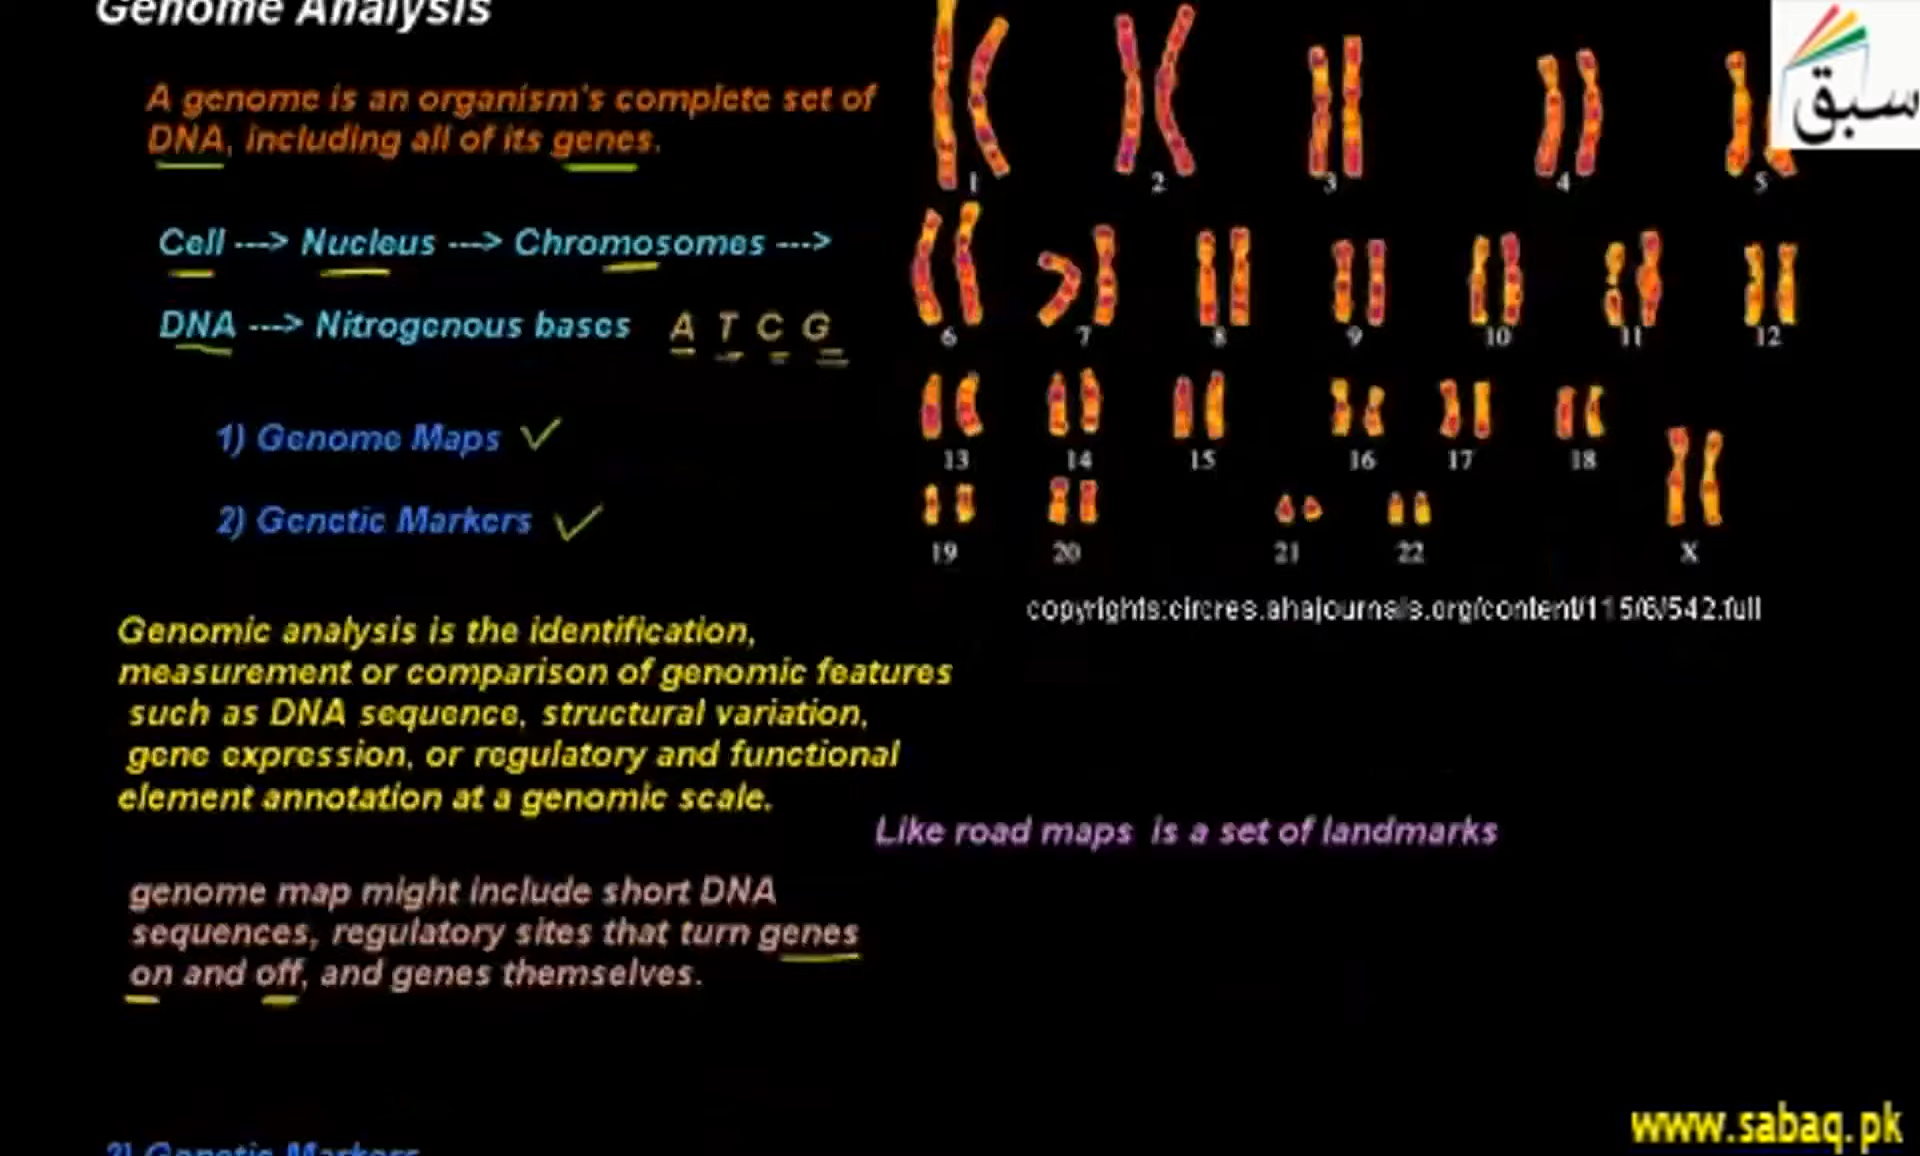 Genome Analysis
A genome is an organism's complete set of
DNA, including all of its genes.
Cell ---> Nucleus ---> Chromosomes --->
DNA ---> Nitrogenous bases A T C G
1) Genome Maps
2) Genetic Markers
Genomic analysis is the identification,
measurement or comparison of genomic features
such as DNA sequence, structural variation,
gene expression, or regulatory and functional
element annotation at a genomic scale.
Like road maps is a set of landmarks
genome map might include short DNA
sequences, regulatory sites that turn genes
on and off, and genes themselves.
2) Genetic Markers
1 2 3 4 5
6 7 8 9 10 11 12
13 14 15 16 17 18
19 20 21 22 X
copyrights:circres.ahajournals.org/content/115/6/542.full
سبق
www.sabaq.pk